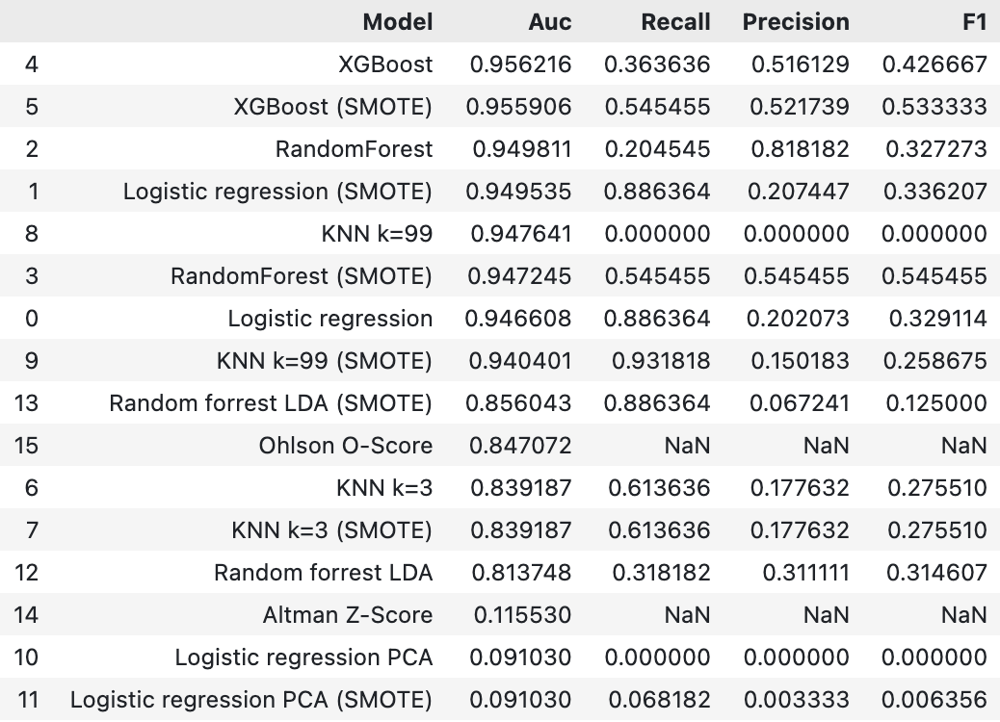 Model Auc Recall Precision F1
4 XGBoost 0.956216 0.363636 0.516129 0.426667
5 XGBoost (SMOTE) 0.955906 0.545455 0.521739 0.533333
2 RandomForest 0.949811 0.204545 0.818182 0.327273
1 Logistic regression (SMOTE) 0.949535 0.886364 0.207447 0.336207
8 KNN k=99 0.947641 0.000000 0.000000 0.000000
3 RandomForest (SMOTE) 0.947245 0.545455 0.545455 0.545455
0 Logistic regression 0.946608 0.886364 0.202073 0.329114
9 KNN k=99 (SMOTE) 0.940401 0.931818 0.150183 0.258675
13 Random forrest LDA (SMOTE) 0.856043 0.886364 0.067241 0.125000
15 Ohlson O-Score 0.847072 NaN NaN NaN
6 KNN k=3 0.839187 0.613636 0.177632 0.275510
7 KNN k=3 (SMOTE) 0.839187 0.613636 0.177632 0.275510
12 Random forrest LDA 0.813748 0.318182 0.311111 0.314607
14 Altman Z-Score 0.115530 NaN NaN NaN
10 Logistic regression PCA 0.091030 0.000000 0.000000 0.000000
11 Logistic regression PCA (SMOTE) 0.091030 0.068182 0.003333 0.006356